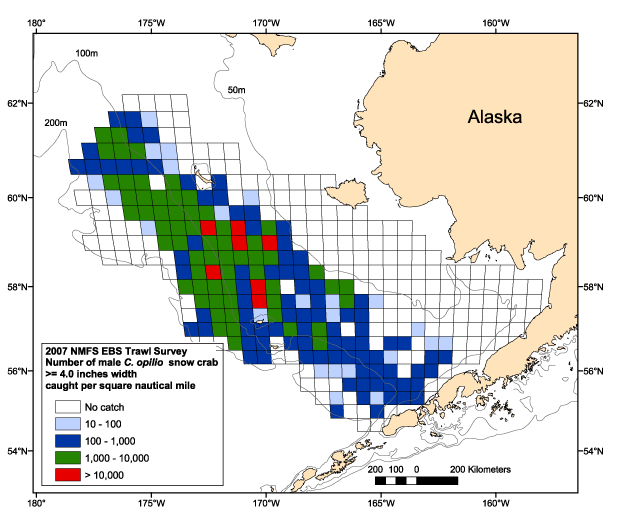 180° 175°W 170°W 165°W 160°W
100m
50m
200m
62°N 62°N
Alaska
60°N 60°N
58°N 58°N
56°N 56°N
54°N 54°N
2007 NMFS EBS Trawl Survey
Number of male C. opilio snow crab
>= 4.0 inches width
caught per square nautical mile
No catch
10 - 100
100 - 1,000
1,000 - 10,000
> 10,000
200 100 0 200 Kilometers
180° 175°W 170°W 165°W 160°W